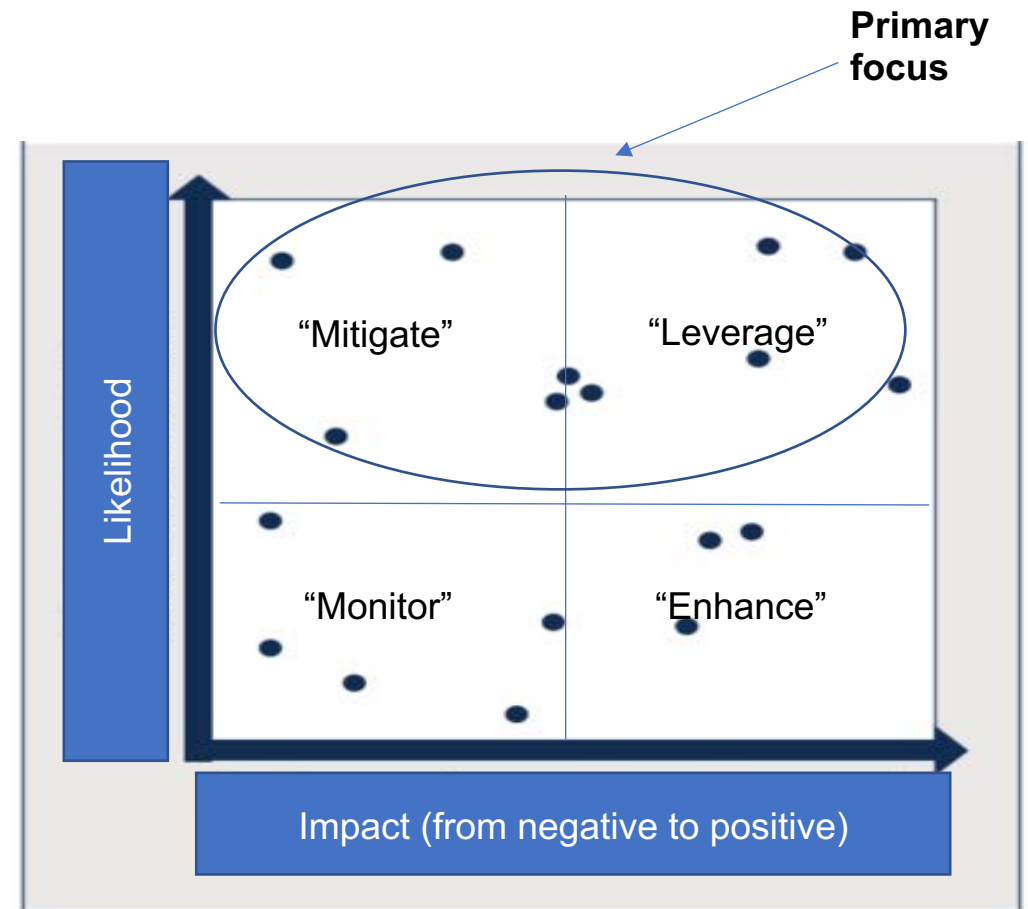 Primary
focus
“Mitigate”
“Leverage”
Likelihood
“Monitor”
“Enhance”
Impact (from negative to positive)